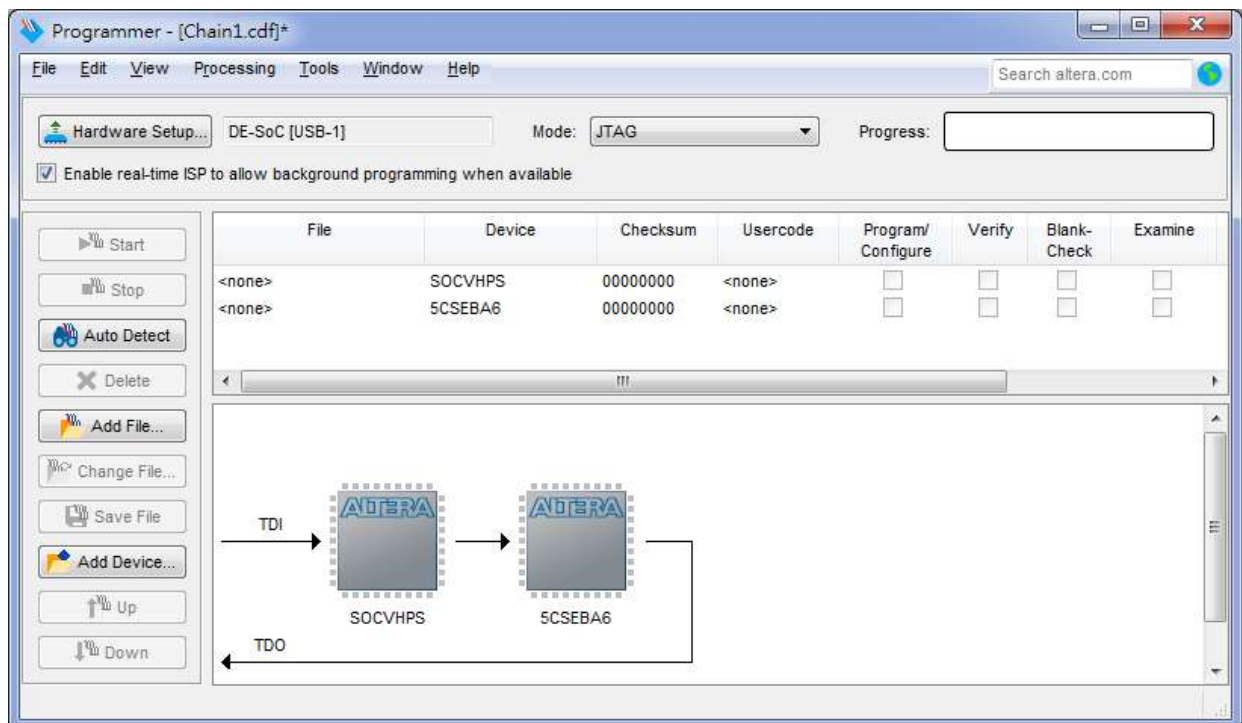 Programmer - [Chain1.cdf]*
File Edit View Processing Tools Window Help
Search altera.com
Hardware Setup... DE-SoC [USB-1] Mode: JTAG Progress:
Enable real-time ISP to allow background programming when available
File Device Checksum Usercode Program/ Verify Blank- Examine
Configure Check
<none> SOCVHPS 00000000 <none>
<none> 5CSEBA6 00000000 <none>
Start
Stop
Auto Detect
Delete
Add File...
Change File...
Save File
Add Device...
Up
Down
ALTERA ALTERA
TDI
SOCVHPS 5CSEBA6
TDO